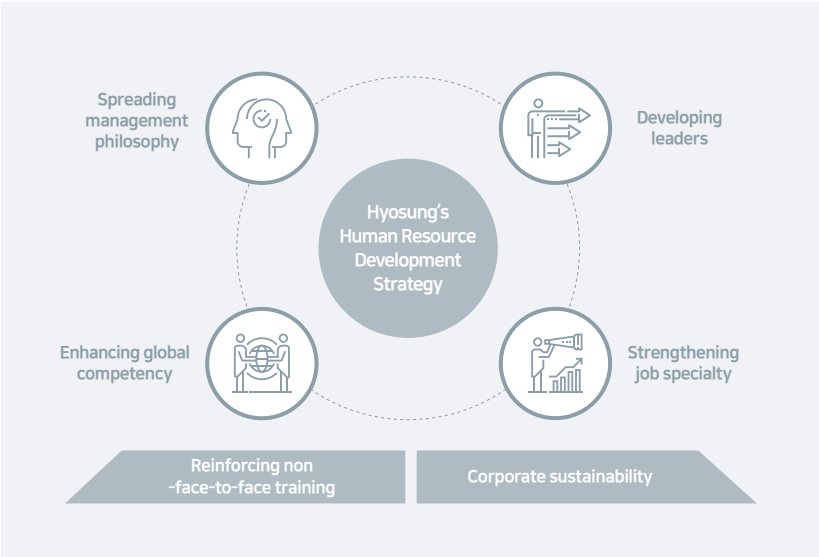 Spreading
management
philosophy
Developing
leaders
Hyosung's
Human Resource
Development
Strategy
Enhancing global
competency
Strengthening
job specialty
Reinforcing non
-face-to-face training
Corporate sustainability